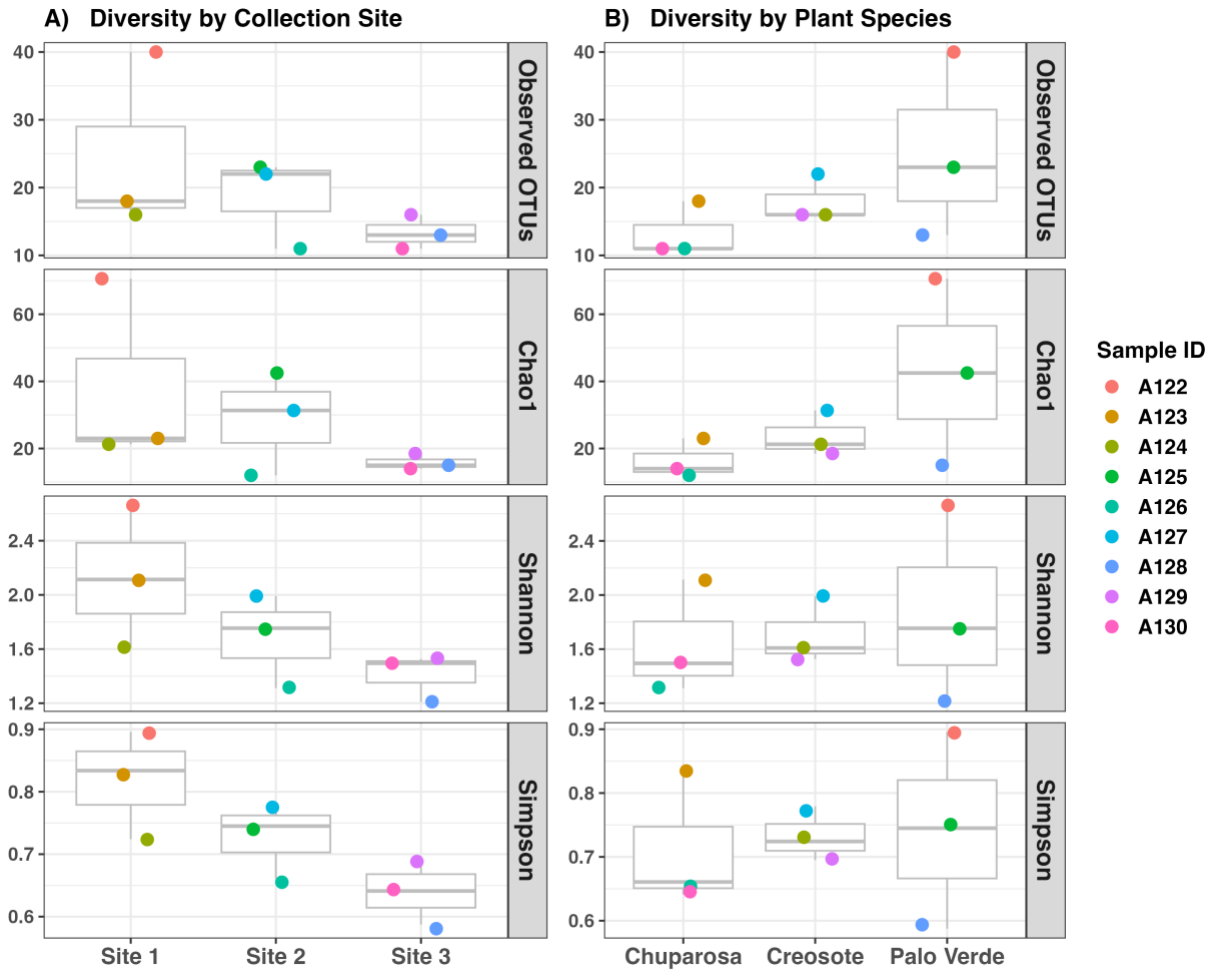 A) Diversity by Collection Site
B) Diversity by Plant Species
40
30
20
10
Observed OTUs
40
30
20
10
Observed OTUs
60
40
20
Chao1
60
40
20
Chao1
2.4
2.0
1.6
1.2
Shannon
2.4
2.0
1.6
1.2
Shannon
0.9
0.8
0.7
0.6
Simpson
0.9
0.8
0.7
0.6
Simpson
Site 1 Site 2 Site 3
Chuparosa Creosote Palo Verde
Sample ID
A122
A123
A124
A125
A126
A127
A128
A129
A130